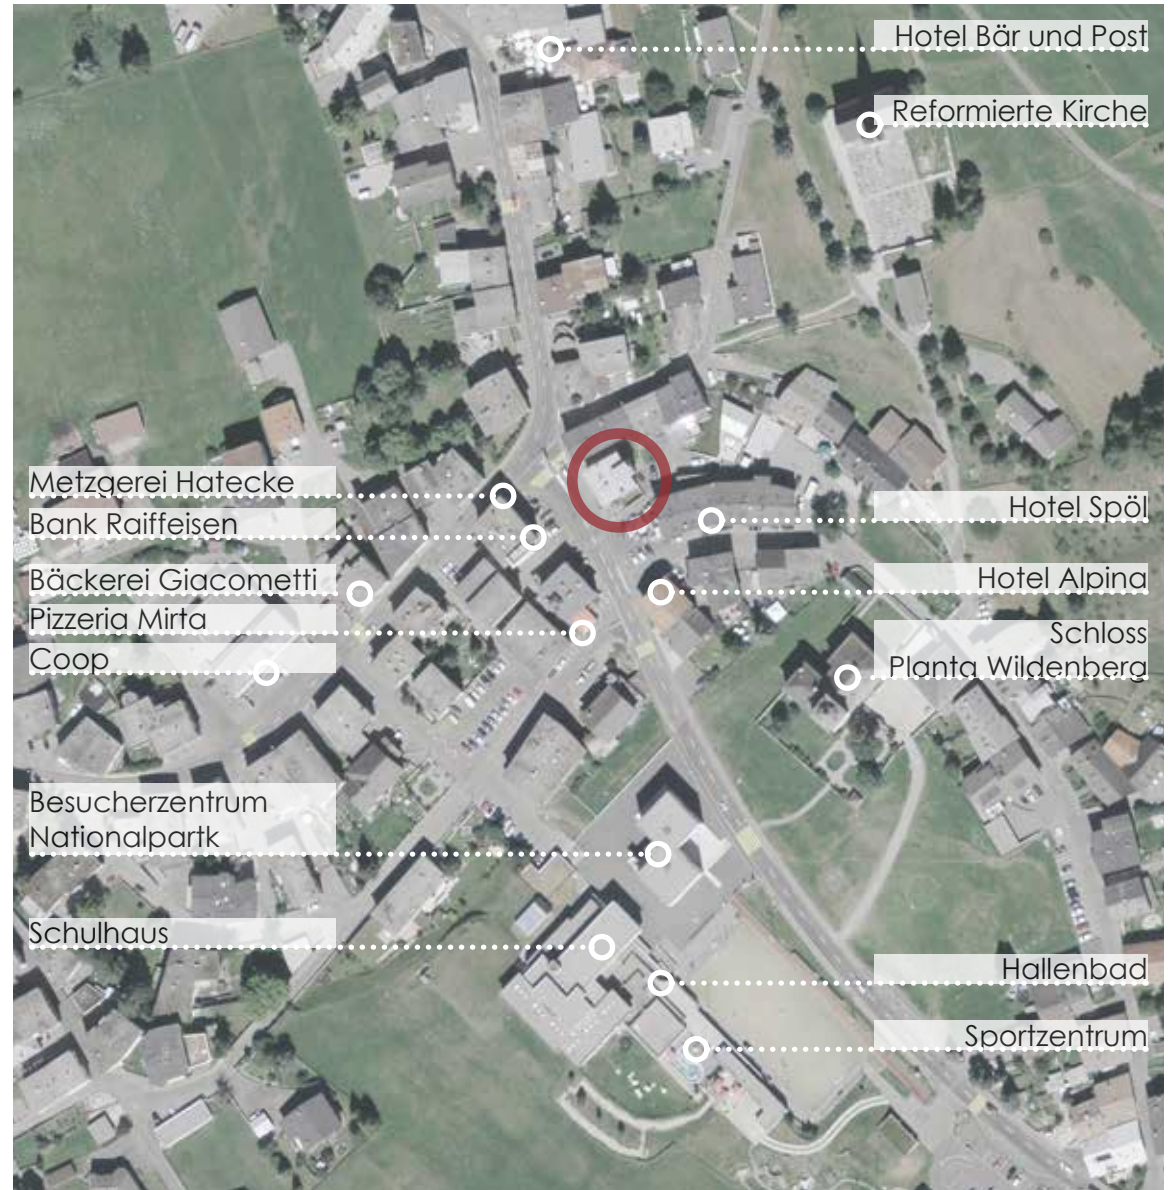 Hotel Bär und Post
Reformierte Kirche
Metzgerei Hatecke
Bank Raiffeisen
Bäckerei Giacometti
Pizzeria Mirta
Coop
Hotel Spöl
Hotel Alpina
Schloss
Planta Wildenberg
Besucherzentrum
Nationalpartk
Schulhaus
Hallenbad
Sportzentrum